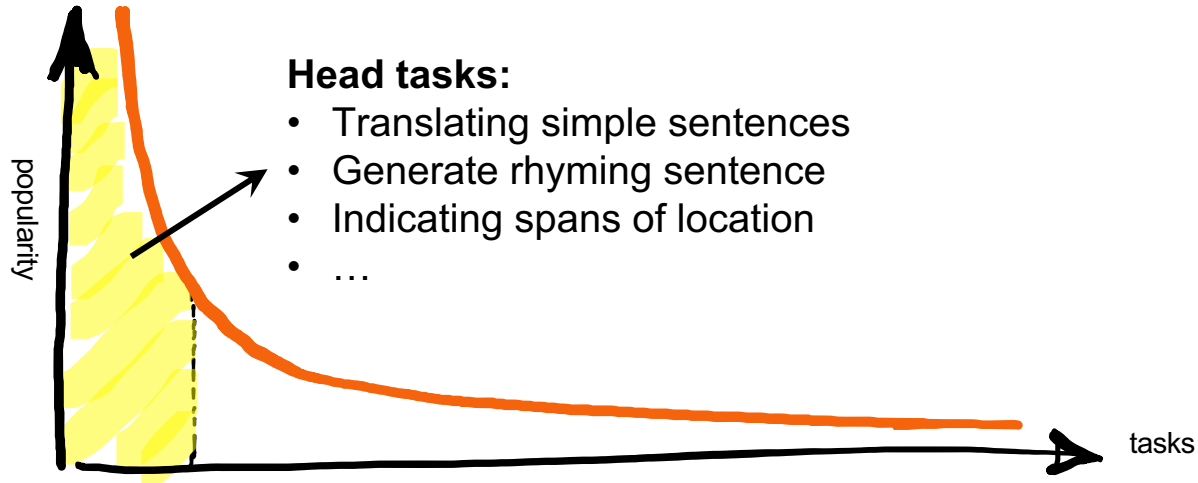 Head tasks:
• Translating simple sentences
• Generate rhyming sentence
• Indicating spans of location
• …
popularity
tasks